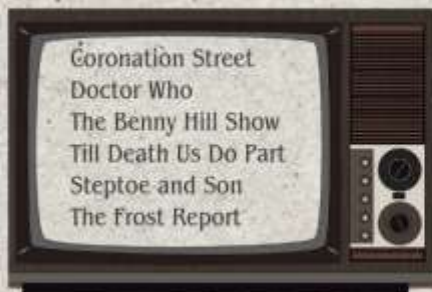 Coronation Street
Doctor Who
The Benny Hill Show
Till Death Us Do Part
Steptoe and Son
The Frost Report